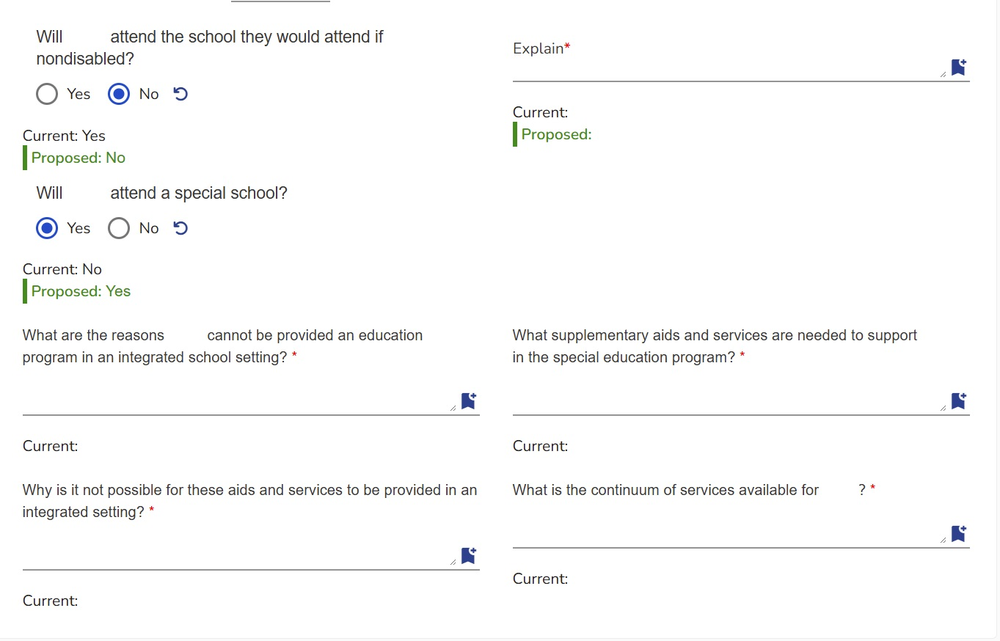 Will attend the school they would attend if
nondisabled?
Yes No
Current: Yes
Proposed: No
Explain*
Current:
Proposed:
Will attend a special school?
Yes No
Current: No
Proposed: Yes
What are the reasons cannot be provided an education
program in an integrated school setting? *
Current:
What supplementary aids and services are needed to support
in the special education program? *
Current:
Why is it not possible for these aids and services to be provided in an
integrated setting? *
Current:
What is the continuum of services available for ? *
Current: